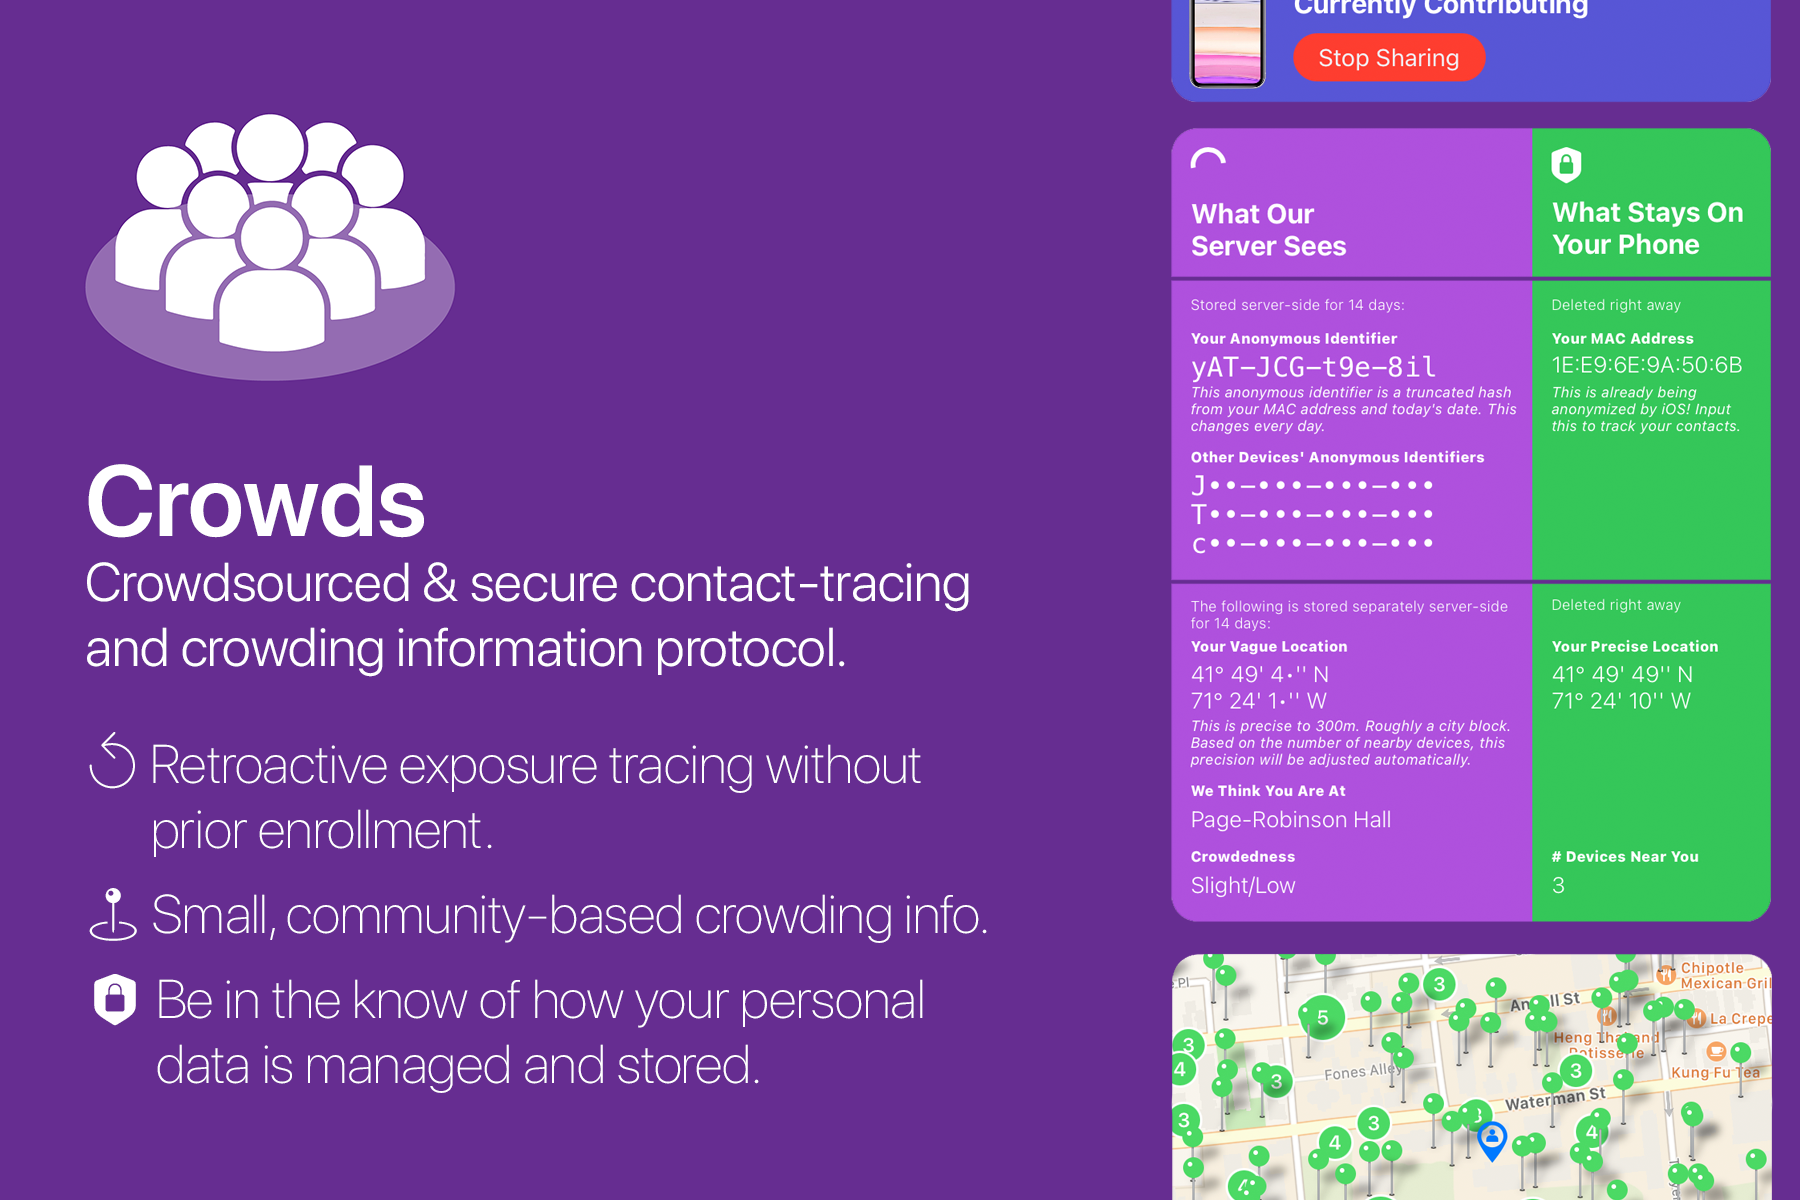 Crowds
Crowdsourced & secure contact-tracing
and crowding information protocol.
Retroactive exposure tracing without
prior enrollment.
Small, community-based crowding info.
Be in the know of how your personal
data is managed and stored.
Currently Contributing
Stop Sharing
What Our
Server Sees
What Stays On
Your Phone
Stored server-side for 14 days:
Your Anonymous Identifier
yAT-JCG-t9e-8il
This anonymous identifier is a truncated hash
from your MAC address and today's date. This
changes every day.
Other Devices' Anonymous Identifiers
J••-•••-•••-•••
T••-•••-•••-•••
c••-•••-•••-•••
Deleted right away
Your MAC Address
1E:E9:6E:9A:50:6B
This is already being
anonymized by iOS! Input
this to track your contacts.
The following is stored separately server-side
for 14 days:
Your Vague Location
41° 49' 4•'' N
71° 24' 1•'' W
This is precise to 300m. Roughly a city block.
Based on the number of nearby devices, this
precision will be adjusted automatically.
We Think You Are At
Page-Robinson Hall
Crowdedness
Slight/Low
Deleted right away
Your Precise Location
41° 49' 49'' N
71° 24' 10'' W
# Devices Near You
3
Chipotle
Mexican Gril
Pl
3
St
5
La Crepe
Heng Thai and
Rotisserie
3
4
Fones Alley
3
3
Kung Fu Tea
Waterman St
3
3
3
4
4
4